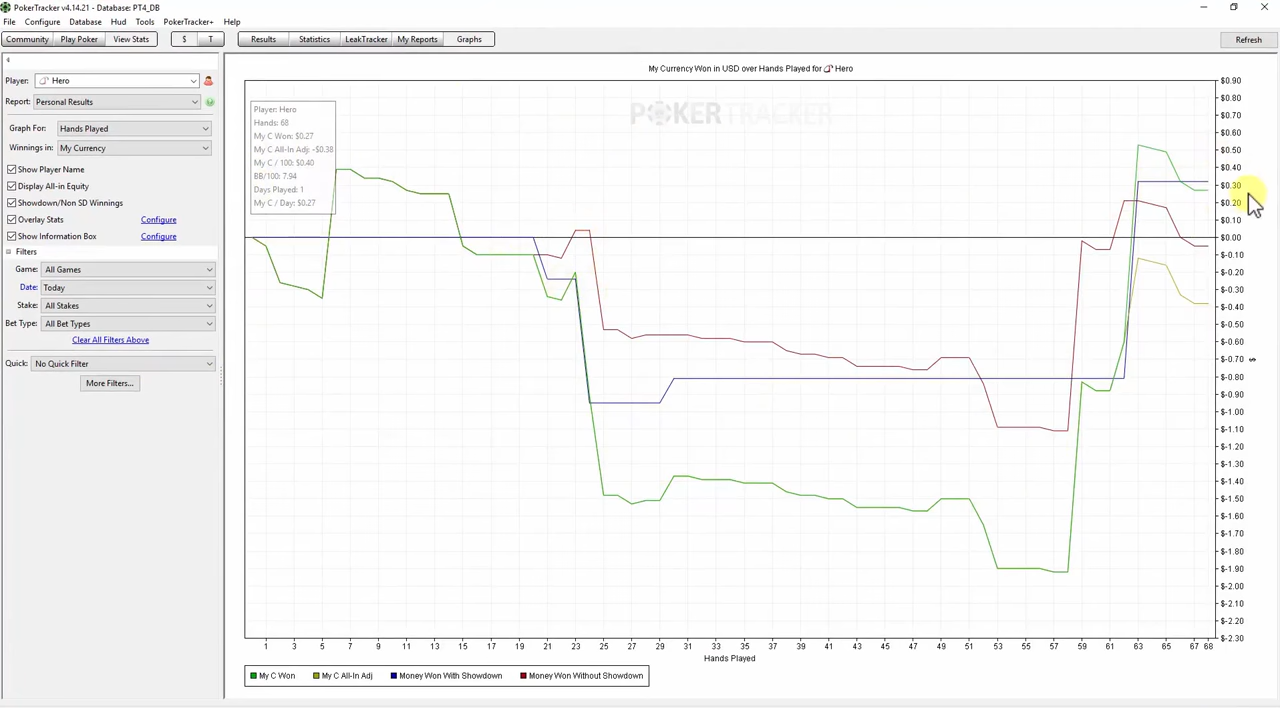 PokerTracker v4.14.21 - Database: PT4_DB
File Configure Database Hud Tools PokerTracker+ Help
Community Play Poker View Stats $ T Results Statistics LeakTracker My Reports Graphs Refresh
Player: Hero
Report: Personal Results
Graph For: Hands Played
Winnings in: My Currency
Show Player Name
Display All-in Equity
Showdown/Non SD Winnings
Overlay Stats Configure
Show Information Box Configure
Filters
Game: All Games
Date: Today
Stake: All Stakes
Bet Type: All Bet Types
Clear All Filters Above
Quick: No Quick Filter
More Filters...
My Currency Won in USD over Hands Played for Hero
POKERTRACKER
Player: Hero
Hands: 68
My C Won: $0.27
My C All-In Adj: -$0.38
My C / 100: $0.40
BB/100: 7.94
Days Played: 1
My C / Day: $0.27
$0.90
$0.80
$0.70
$0.60
$0.50
$0.40
$0.30
$0.20
$0.10
$0.00
$-0.10
$-0.20
$-0.30
$-0.40
$-0.50
$-0.60
$-0.70
$-0.80
$-0.90
$-1.00
$-1.10
$-1.20
$-1.30
$-1.40
$-1.50
$-1.60
$-1.70
$-1.80
$-1.90
$-2.00
$-2.10
$-2.20
$-2.30
$
1 3 5 7 9 11 13 15 17 19 21 23 25 27 29 31 33 35 37 39 41 43 45 47 49 51 53 55 57 59 61 63 65 67 68
Hands Played
My C Won My C All-In Adj Money Won With Showdown Money Won Without Showdown